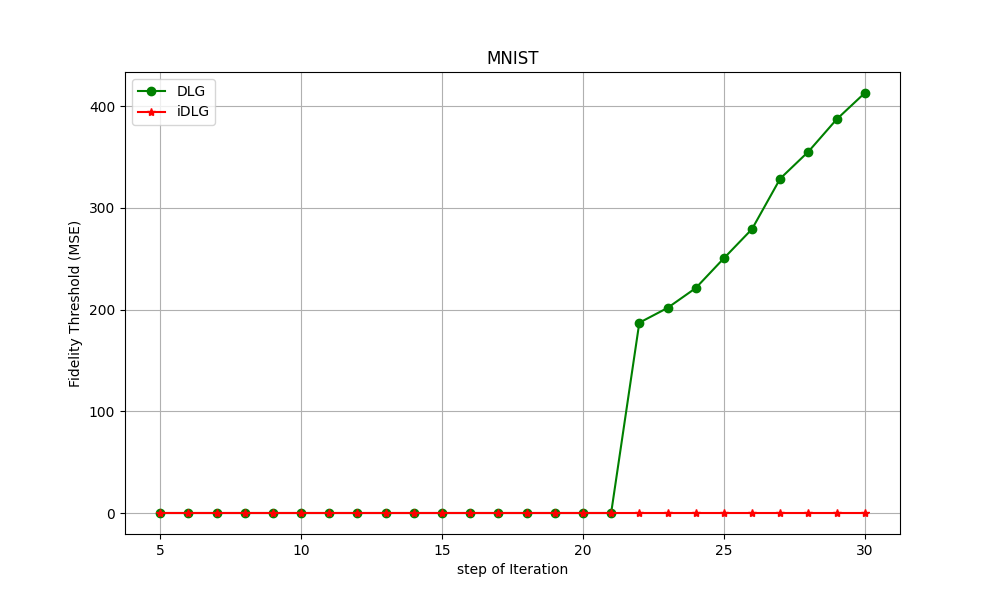 MNIST
DLG
iDLG
Fidelity Threshold (MSE)
400
300
200
100
0
5 10 15 20 25 30
step of Iteration